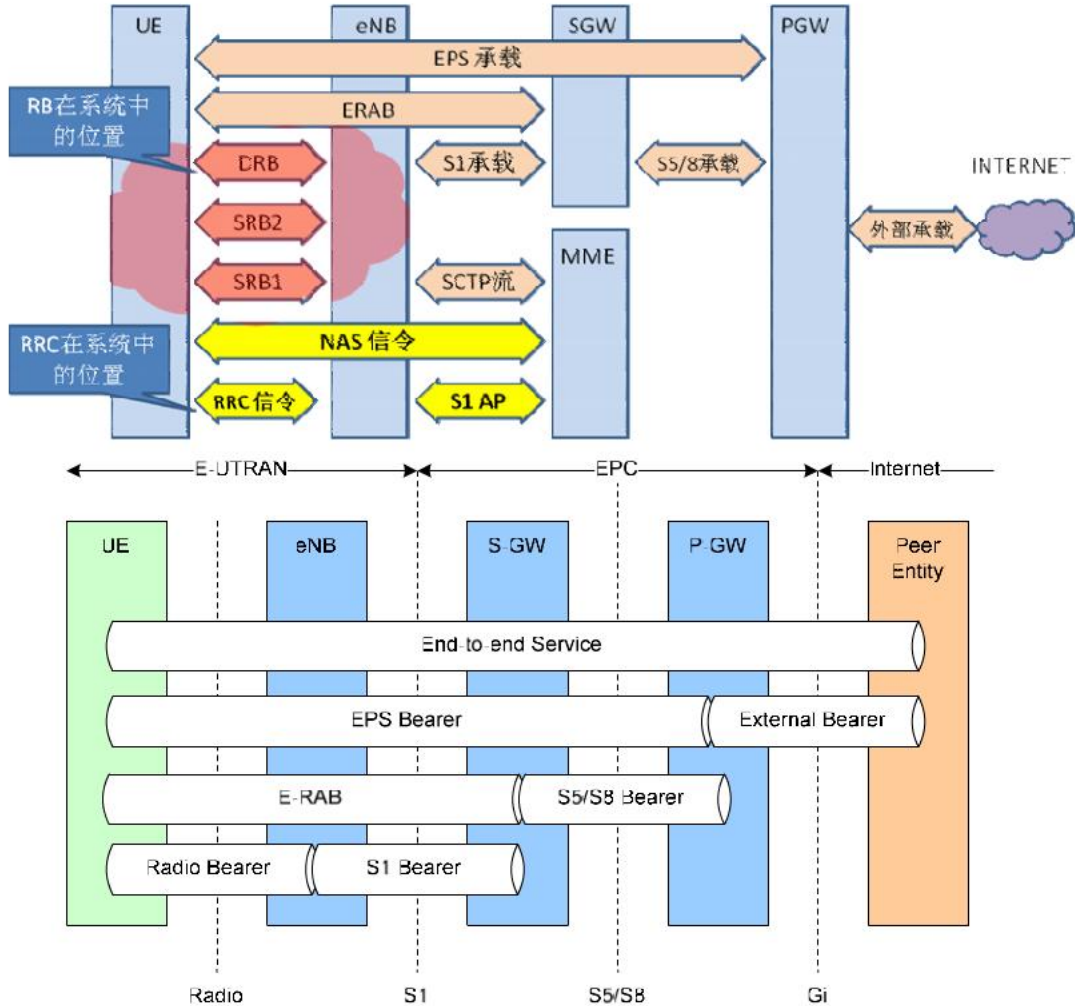 UE
eNB
SGW
PGW
EPS 承载
RB在系统中
的位置
ERAB
DRB
S1承载
S5/8承载
INTERNET
SRB2
外部承载
MME
SRB1
SCTP流
NAS 信令
RRC在系统中
的位置
RRC 信令
S1 AP
E-UTRAN
EPC
Internet
UE
eNB
S-GW
P-GW
Peer
Entity
End-to-end Service
EPS Bearer
External Bearer
E-RAB
S5/S8 Bearer
Radio Bearer
S1 Bearer
Radio
S1
S5/S8
Gi